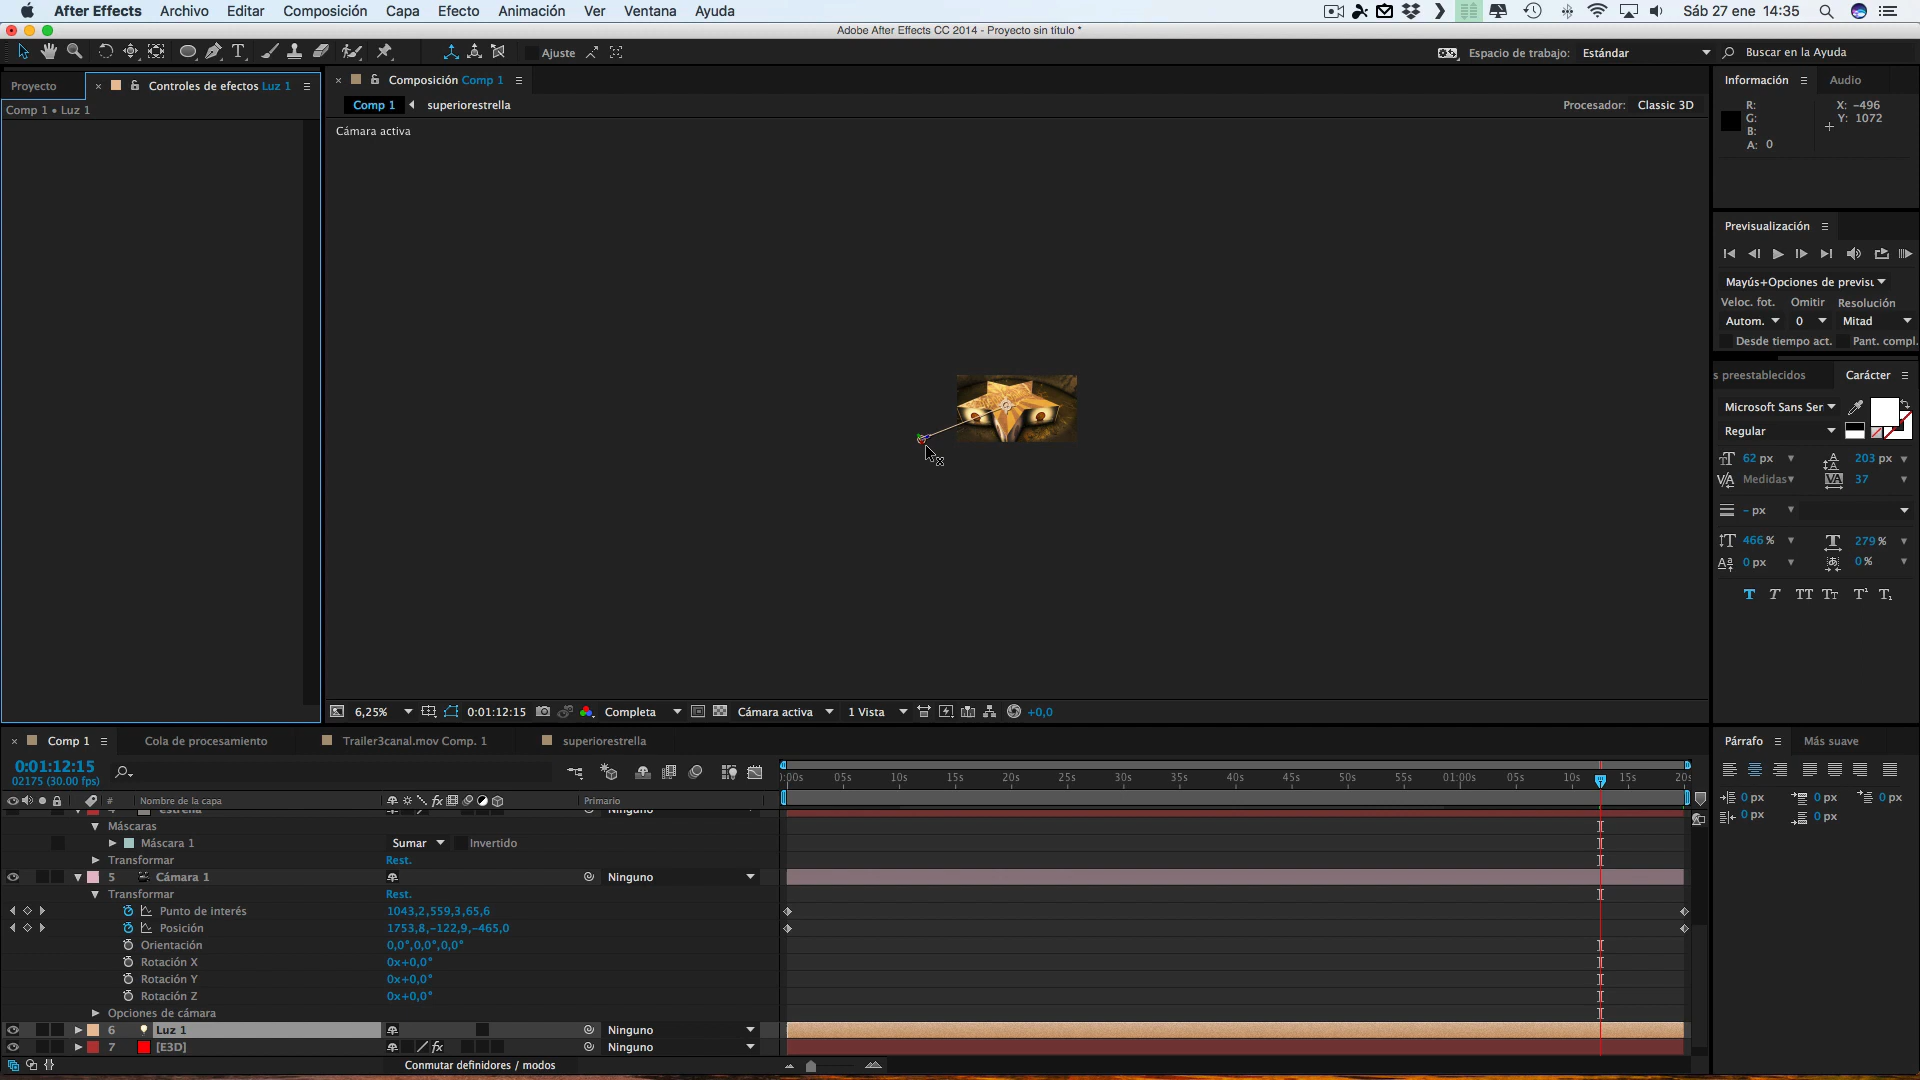 After Effects Archivo Editar Composición Capa Efecto Animación Ver Ventana Ayuda Sáb 27 ene 14:35
Adobe After Effects CC 2014 - Proyecto sin título *
Ajuste Espacio de trabajo: Estándar Buscar en la Ayuda
Proyecto Controles de efectos Luz 1
Comp 1 • Luz 1
Composición Comp 1
Comp 1 superiorestrella
Procesador: Classic 3D
Cámara activa
6,25% 0:01:12:15 Completa Cámara activa 1 Vista +0,0
Información Audio
R: X: -496
G: Y: 1072
B:
A: 0
Previsualización
Mayús+Opciones de previsu
Veloc. fot. Omitir Resolución
Autom. 0 Mitad
Desde tiempo act. Pant. compl.
s preestablecidos Carácter
Microsoft Sans Ser
Regular
62 px 203 px
Medidas 37
- px
466 % 279 %
0 px 0 %
T T TT Tt T¹ T₁
Comp 1 Cola de procesamiento Trailer3canal.mov Comp. 1 superiorestrella
0:01:12:15
02175 (30.00 fps)
:00s 05s 10s 15s 20s 25s 30s 35s 40s 45s 50s 55s 01:00s 05s 10s 15s 20s
# Nombre de la capa Primario
estrella Ninguno
Máscaras
Máscara 1 Sumar Invertido
Transformar Rest.
5 Cámara 1 Ninguno
Transformar Rest.
Punto de interés 1043,2,559,3,65,6
Posición 1753,8,-122,9,-465,0
Orientación 0,0°,0,0°,0,0°
Rotación X 0x+0,0°
Rotación Y 0x+0,0°
Rotación Z 0x+0,0°
Opciones de cámara
6 Luz 1 Ninguno
7 [E3D] Ninguno
Conmutar definidores / modos
Párrafo Más suave
0 px 0 px 0 px
0 px 0 px